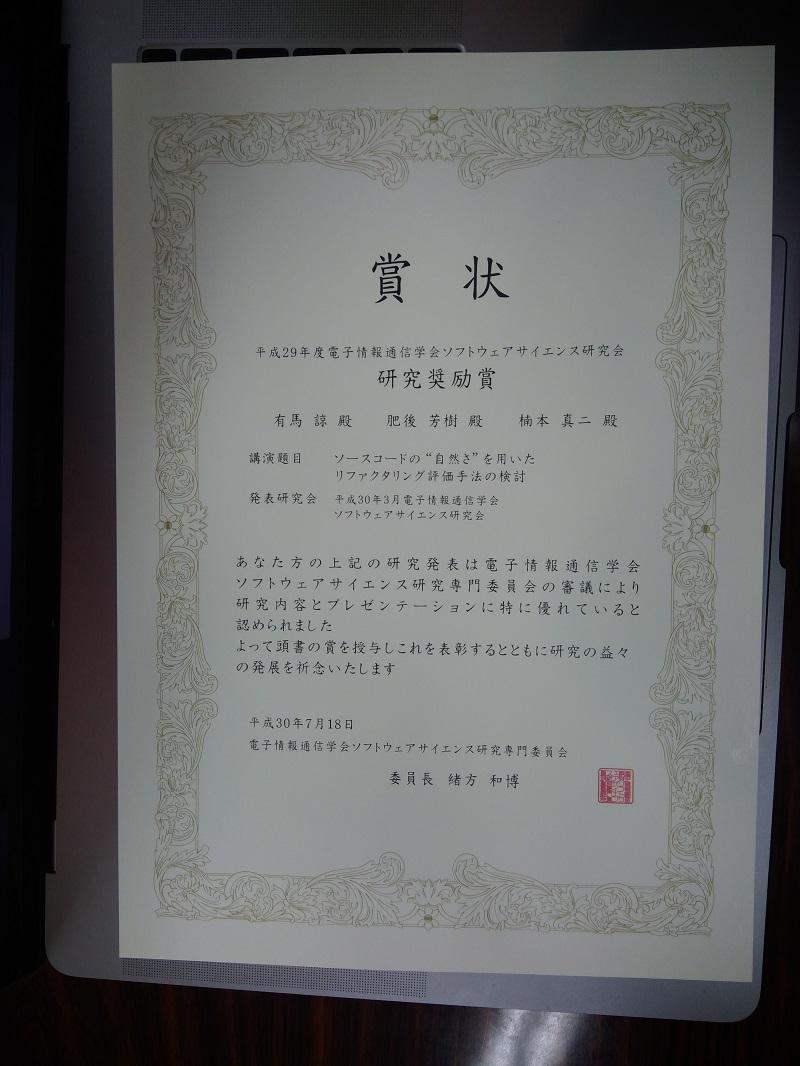 賞 状
平成29年度電子情報通信学会ソフトウェアサイエンス研究会
研究奨励賞
有馬 諒 殿 肥後 芳樹 殿 楠本 真二 殿
講演題目 ソースコードの“自然さ”を用いた
リファクタリング評価手法の検討
発表研究会 平成30年3月電子情報通信学会
ソフトウェアサイエンス研究会
あなた方の上記の研究発表は電子情報通信学会
ソフトウェアサイエンス研究専門委員会の審議により
研究内容とプレゼンテーションに特に優れていると
認められました
よって頭書の賞を授与しこれを表彰するとともに研究の益々
の発展を祈念いたします
平成30年7月18日
電子情報通信学会ソフトウェアサイエンス研究専門委員会
委員長 緒方 和博